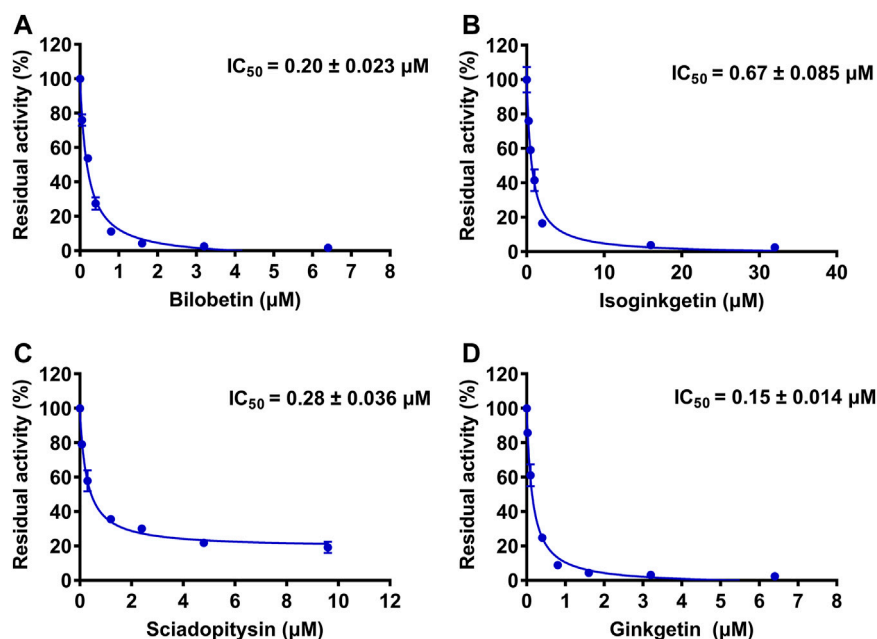 A
Residual activity (%)
120
100
80
60
40
20
0
IC50 = 0.20 ± 0.023 μM
0 1 2 3 4 5 6 7 8
Bilobetin (μM)
B
Residual activity (%)
120
100
80
60
40
20
0
IC50 = 0.67 ± 0.085 μM
0 10 20 30 40
Isoginkgetin (μM)
C
Residual activity (%)
120
100
80
60
40
20
0
IC50 = 0.28 ± 0.036 μM
0 2 4 6 8 10 12
Sciadopitysin (μM)
D
Residual activity (%)
120
100
80
60
40
20
0
IC50 = 0.15 ± 0.014 μM
0 1 2 3 4 5 6 7 8
Ginkgetin (μM)